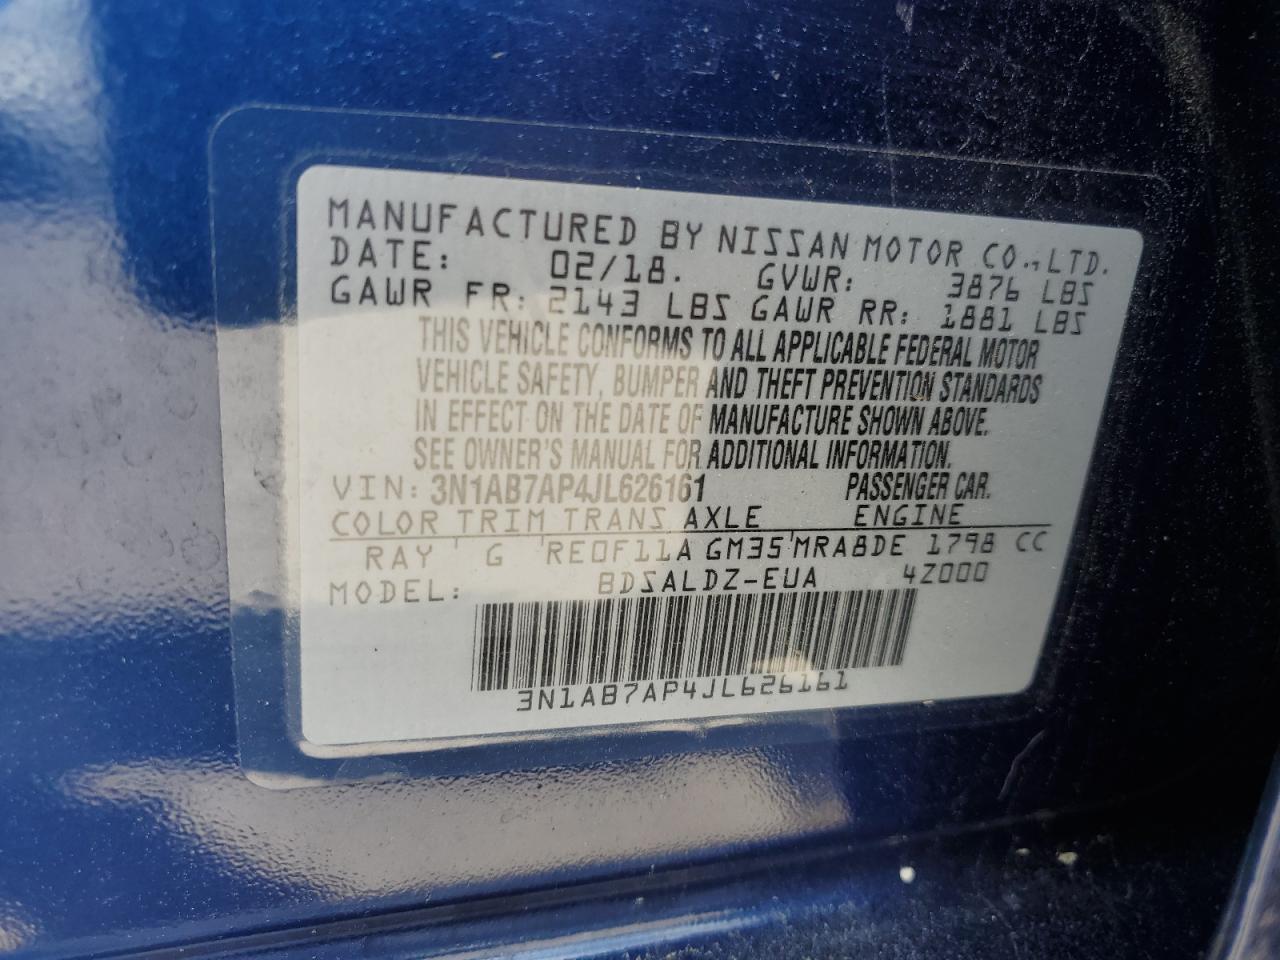 MANUFACTURED BY NISSAN MOTOR CO.,LTD.
DATE: 02/18. GVWR: 3876 LBS
GAWR FR: 2143 LBS GAWR RR: 1881 LBS
THIS VEHICLE CONFORMS TO ALL APPLICABLE FEDERAL MOTOR
VEHICLE SAFETY, BUMPER AND THEFT PREVENTION STANDARDS
IN EFFECT ON THE DATE OF MANUFACTURE SHOWN ABOVE.
SEE OWNER'S MANUAL FOR ADDITIONAL INFORMATION.
VIN: 3N1AB7AP4JL626161 PASSENGER CAR.
COLOR TRIM TRANS AXLE ENGINE
RAY ' G 'RE0F11A GM35'MRA8DE 1798 CC
MODEL: BDSALDZ-EUA 4Z000
3N1AB7AP4JL626161